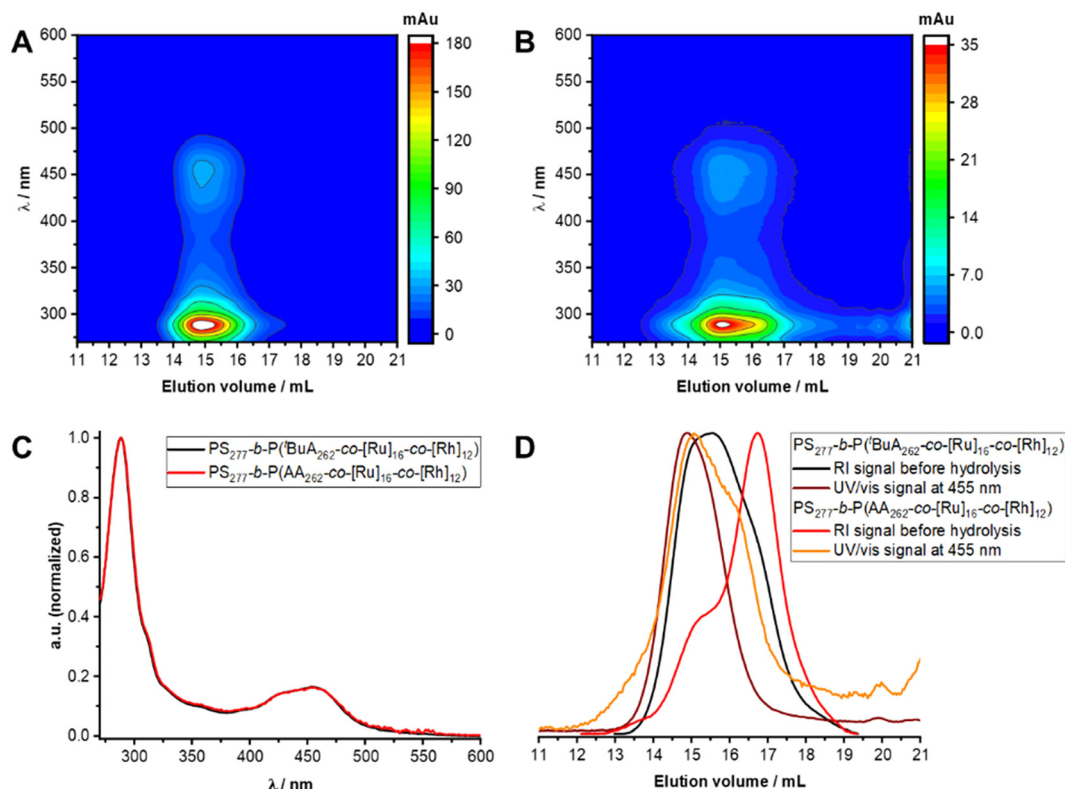 A
mAu
600
550
500
450
400
350
300
λ / nm
11 12 13 14 15 16 17 18 19 20 21
Elution volume / mL
180
150
120
90
60
30
0
B
mAu
600
550
500
450
400
350
300
λ / nm
11 12 13 14 15 16 17 18 19 20 21
Elution volume / mL
35
28
21
14
7.0
0.0
C
PS₂₇₇-b-P(ᵗBuA₂₆₂-co-[Ru]₁₆-co-[Rh]₁₂)
PS₂₇₇-b-P(AA₂₆₂-co-[Ru]₁₆-co-[Rh]₁₂)
1.0
0.8
0.6
0.4
0.2
0.0
a.u. (normalized)
300 350 400 450 500 550 600
λ / nm
D
PS₂₇₇-b-P(ᵗBuA₂₆₂-co-[Ru]₁₆-co-[Rh]₁₂)
RI signal before hydrolysis
UV/vis signal at 455 nm
PS₂₇₇-b-P(AA₂₆₂-co-[Ru]₁₆-co-[Rh]₁₂)
RI signal before hydrolysis
UV/vis signal at 455 nm
11 12 13 14 15 16 17 18 19 20 21
Elution volume / mL